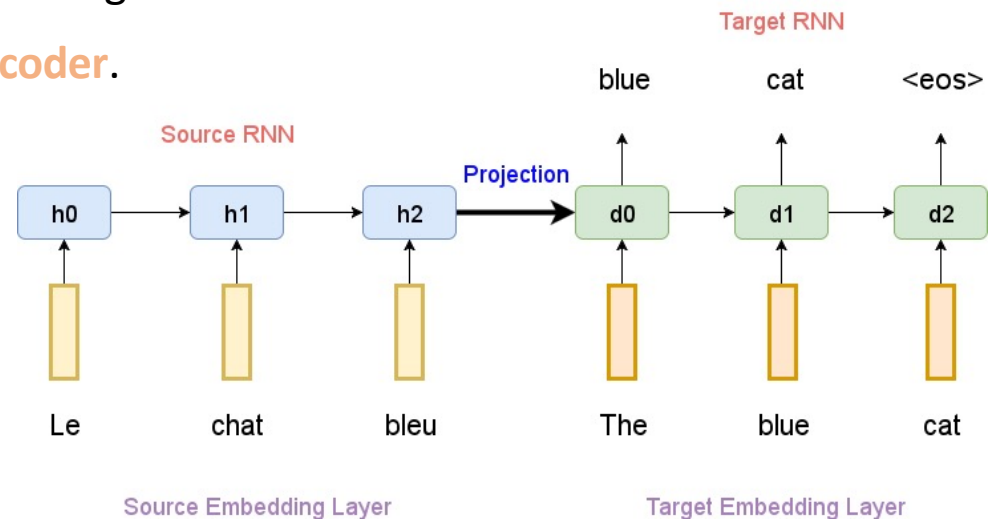 coder.
Target RNN
blue cat <eos>
Source RNN
Projection
h0 h1 h2 d0 d1 d2
Le chat bleu The blue cat
Source Embedding Layer Target Embedding Layer